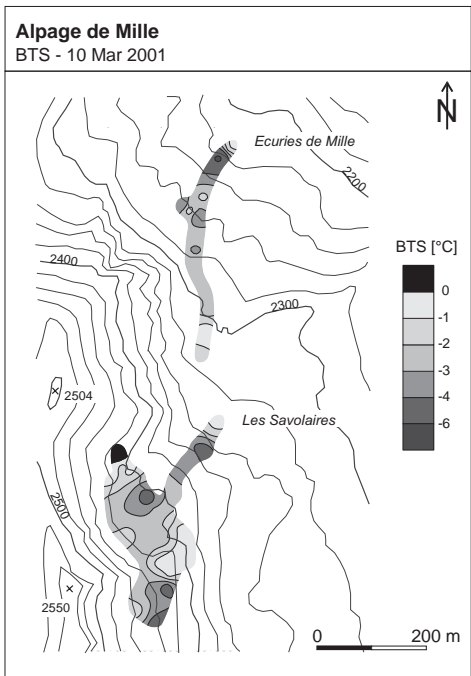 Alpage de Mille
BTS - 10 Mar 2001
N
Ecuries de Mille
2200
2400
BTS [°C]
0
-1
-2
-3
-4
-6
2300
2504
Les Savolaires
2500
2550
0 200 m